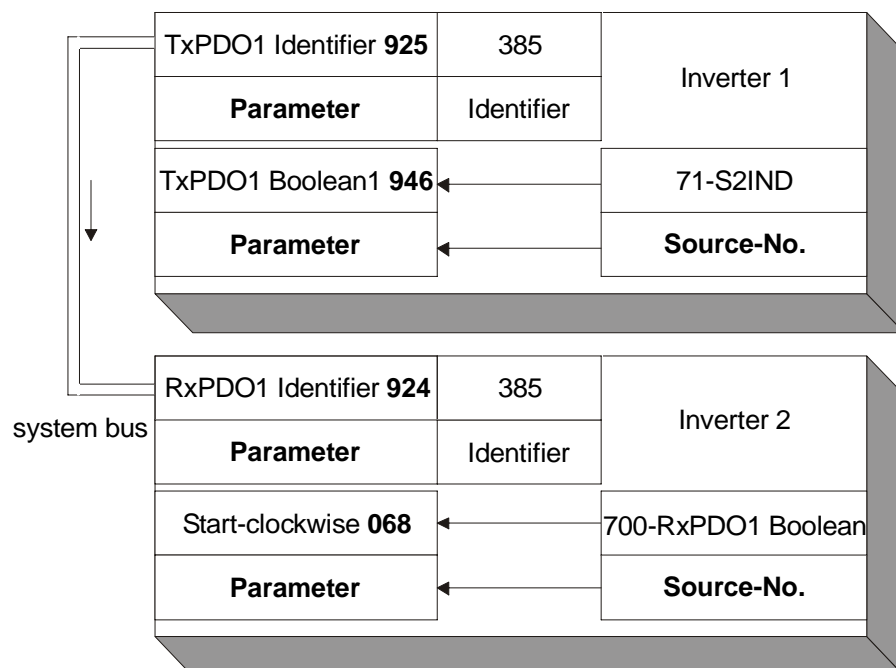 TxPDO1 Identifier 925
385
Inverter 1
Parameter
Identifier
TxPDO1 Boolean1 946
71-S2IND
Parameter
Source-No.
system bus
RxPDO1 Identifier 924
385
Inverter 2
Parameter
Identifier
Start-clockwise 068
700-RxPDO1 Boolean
Parameter
Source-No.